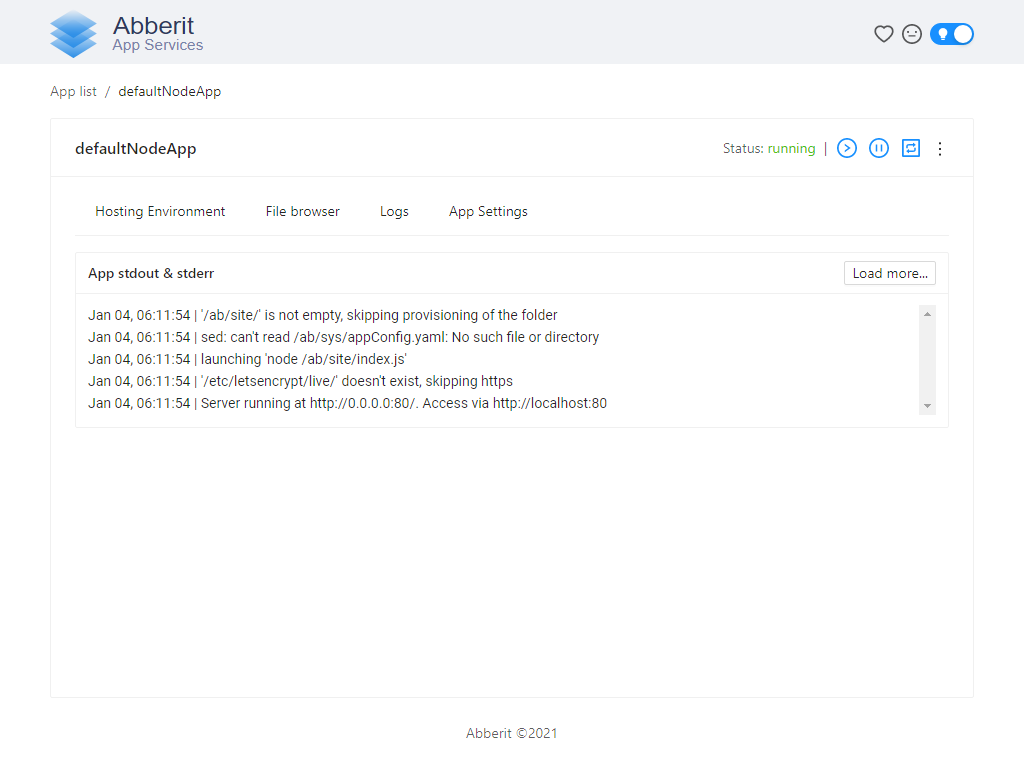 Abberit
App Services
App list / defaultNodeApp
defaultNodeApp
Status: running |
Hosting Environment File browser Logs App Settings
App stdout & stderr
Load more...
Jan 04, 06:11:54 | '/ab/site/' is not empty, skipping provisioning of the folder
Jan 04, 06:11:54 | sed: can't read /ab/sys/appConfig.yaml: No such file or directory
Jan 04, 06:11:54 | launching 'node /ab/site/index.js'
Jan 04, 06:11:54 | '/etc/letsencrypt/live/' doesn't exist, skipping https
Jan 04, 06:11:54 | Server running at http://0.0.0.0:80/. Access via http://localhost:80
Abberit ©2021